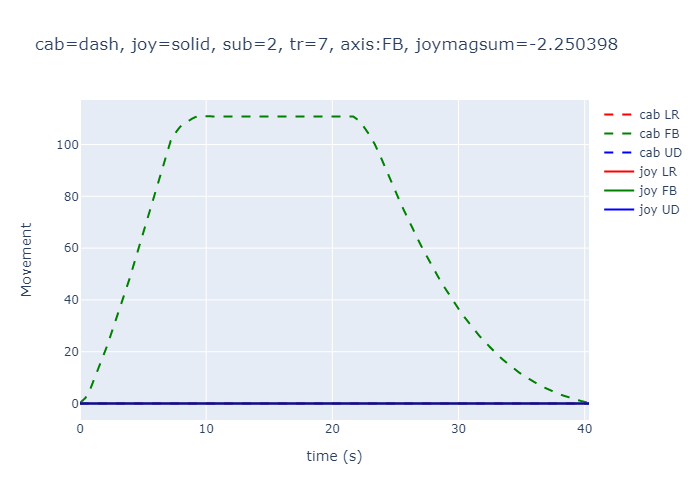 cab=dash, joy=solid, sub=2, tr=7, axis:FB, joymagsum=-2.250398
cab LR
cab FB
cab UD
joy LR
joy FB
joy UD
Movement
100
80
60
40
20
0
0 10 20 30 40
time (s)